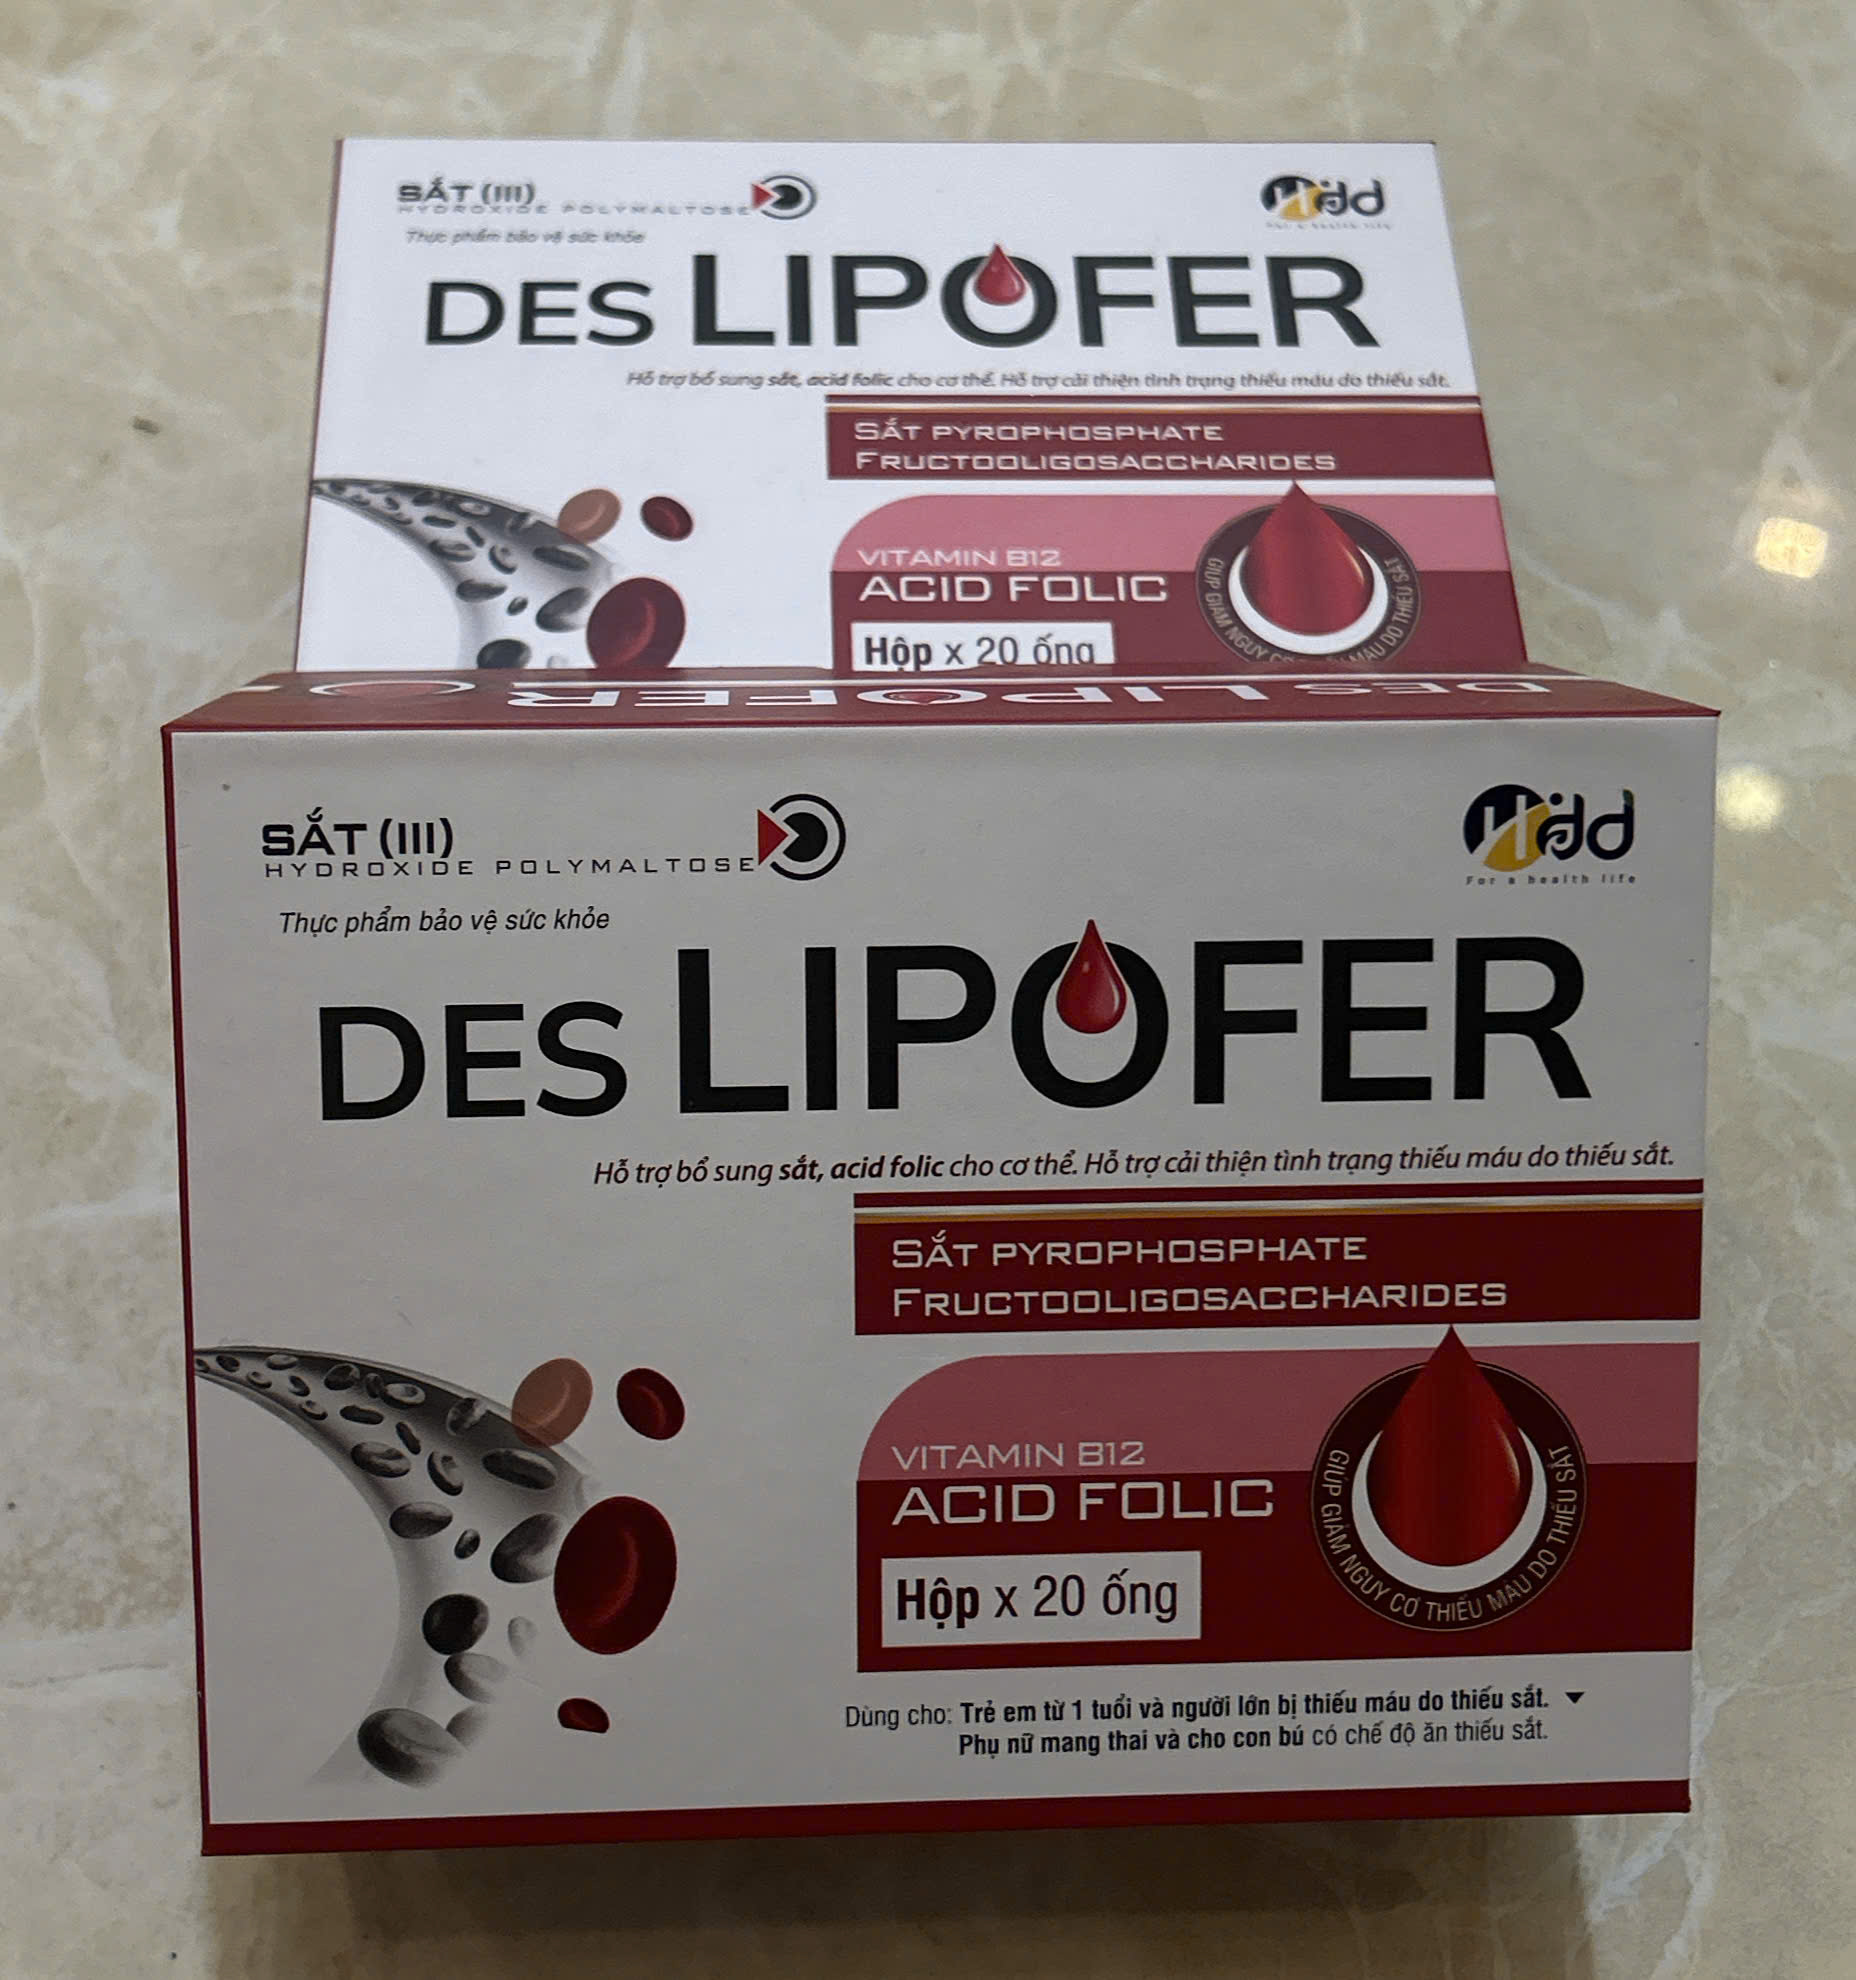 SẮT (III)
HYDROXIDE POLYMALTOSE
Hdd
Thực phẩm bảo vệ sức khỏe
DES LIPOFER
Hỗ trợ bổ sung sắt, acid folic cho cơ thể. Hỗ trợ cải thiện tình trạng thiếu máu do thiếu sắt.
SẮT PYROPHOSPHATE
FRUCTOOLIGOSACCHARIDES
VITAMIN B12
ACID FOLIC
Hộp x 20 ống
DES LIPOFER
SẮT (III)
HYDROXIDE POLYMALTOSE
Hdd
For a health life
Thực phẩm bảo vệ sức khỏe
DES LIPOFER
Hỗ trợ bổ sung sắt, acid folic cho cơ thể. Hỗ trợ cải thiện tình trạng thiếu máu do thiếu sắt.
SẮT PYROPHOSPHATE
FRUCTOOLIGOSACCHARIDES
VITAMIN B12
ACID FOLIC
GIÚP GIẢM NGUY CƠ THIẾU MÁU DO THIẾU SẮT
Hộp x 20 ống
Dùng cho: Trẻ em từ 1 tuổi và người lớn bị thiếu máu do thiếu sắt.
Phụ nữ mang thai và cho con bú có chế độ ăn thiếu sắt.